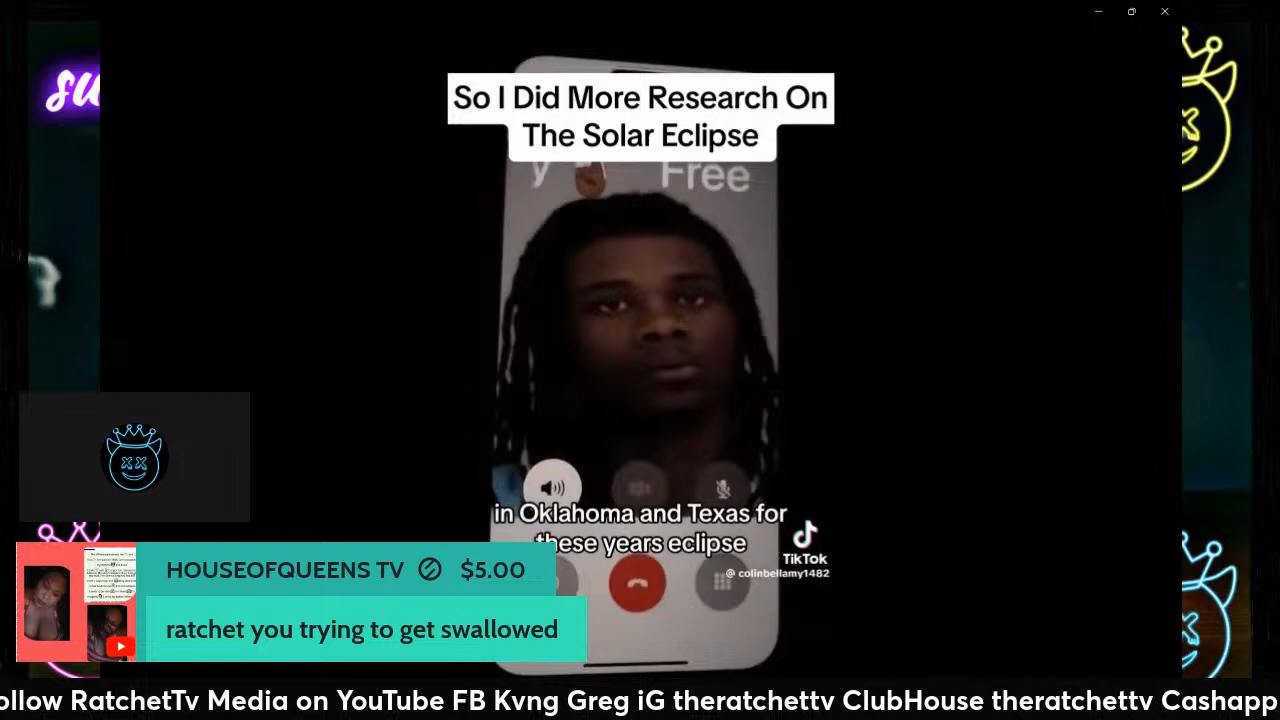 So I Did More Research On
The Solar Eclipse
y
Free
in Oklahoma and Texas for
these years eclipse
TikTok
@ colinbellamy1482
HOUSEOFQUEENS TV $5.00
ratchet you trying to get swallowed
ollow RatchetTv Media on YouTube FB Kvng Greg iG theratchettv ClubHouse theratchettv Cashapp